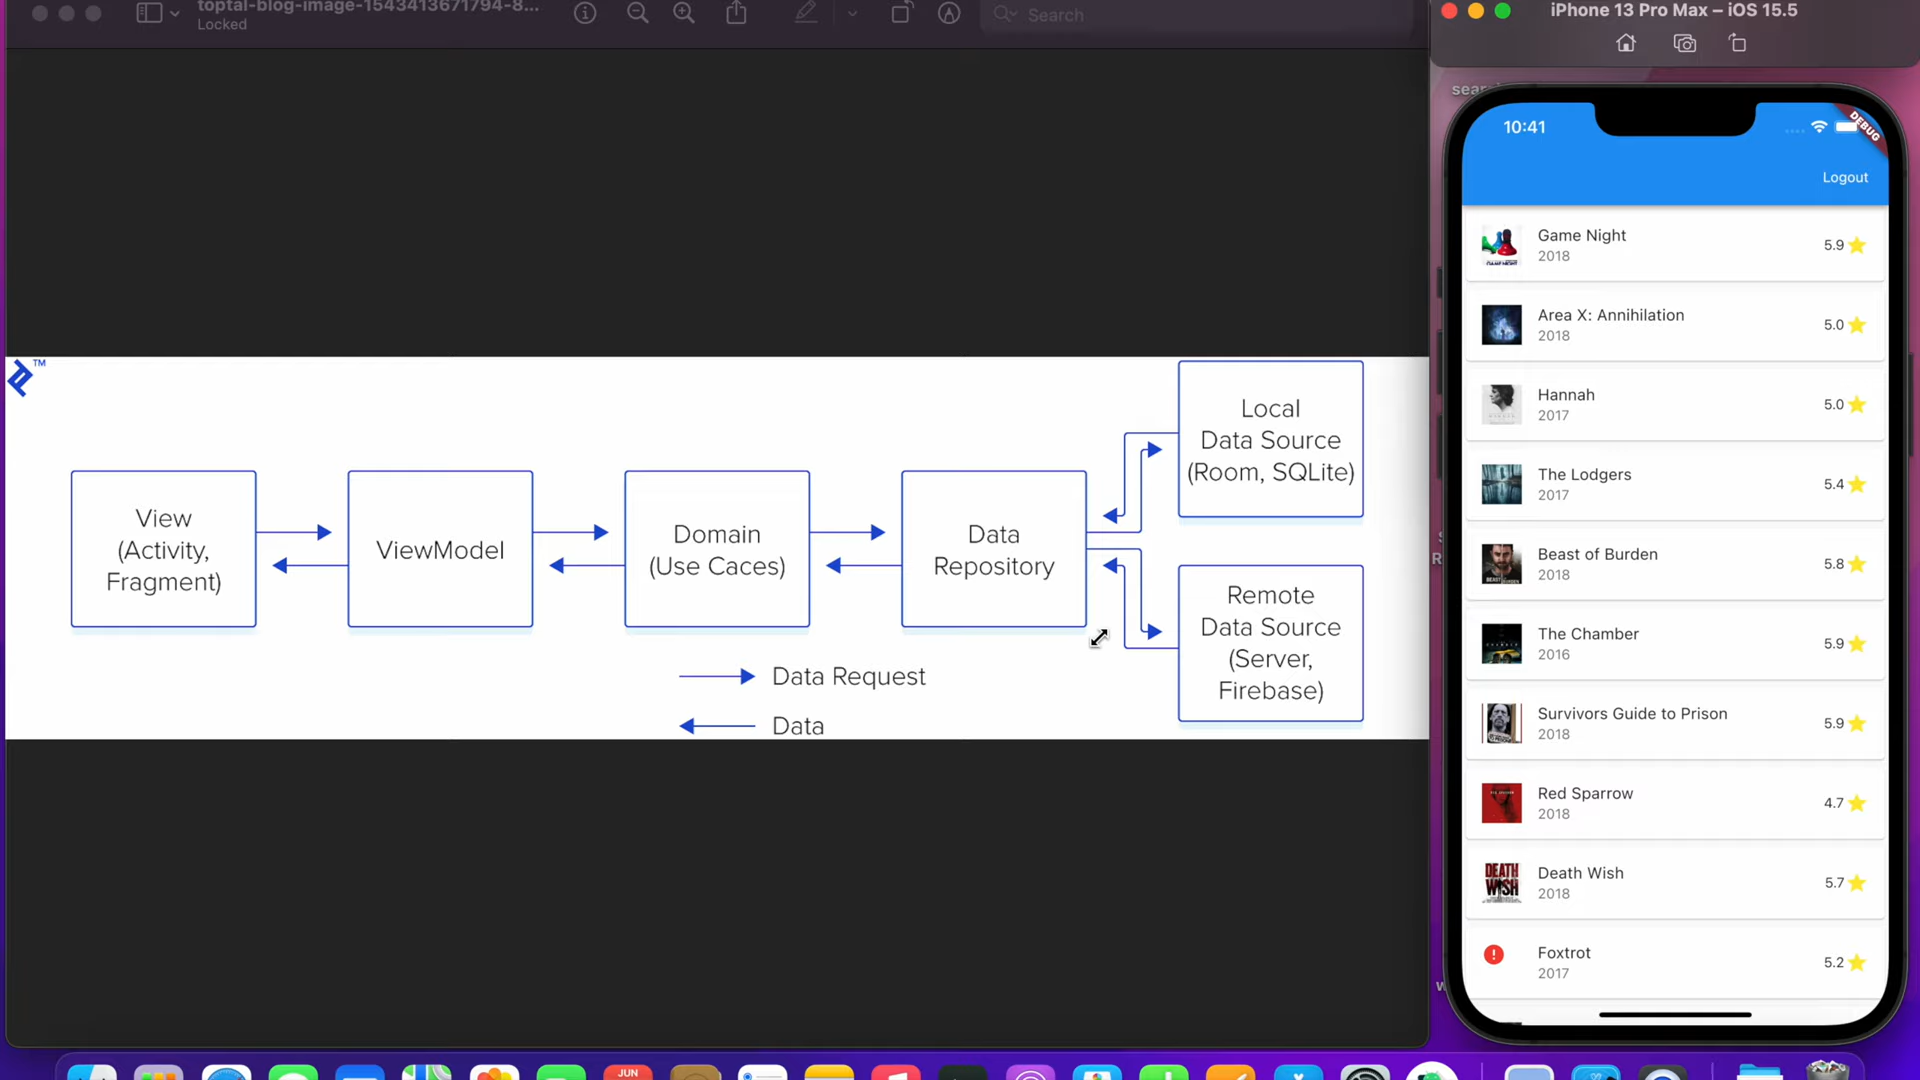 toptal-blog-image-1543413671794-8...
Locked
Search
TM
View
(Activity,
Fragment)
ViewModel
Domain
(Use Caces)
Data
Repository
Local
Data Source
(Room, SQLite)
Remote
Data Source
(Server,
Firebase)
Data Request
Data
JUN
iPhone 13 Pro Max – iOS 15.5
10:41
DEBUG
Logout
Game Night
2018
5.9
Area X: Annihilation
2018
5.0
Hannah
2017
5.0
The Lodgers
2017
5.4
Beast of Burden
2018
5.8
The Chamber
2016
5.9
Survivors Guide to Prison
2018
5.9
Red Sparrow
2018
4.7
DEATH WISH
Death Wish
2018
5.7
Foxtrot
2017
5.2